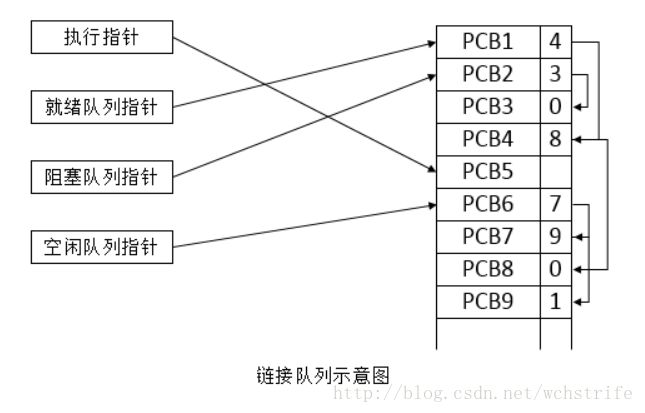 执行指针
就绪队列指针
阻塞队列指针
空闲队列指针
PCB1 4
PCB2 3
PCB3 0
PCB4 8
PCB5
PCB6 7
PCB7 9
PCB8 0
PCB9 1
链接队列示意图
http://blog.csdn.net/wchstrife